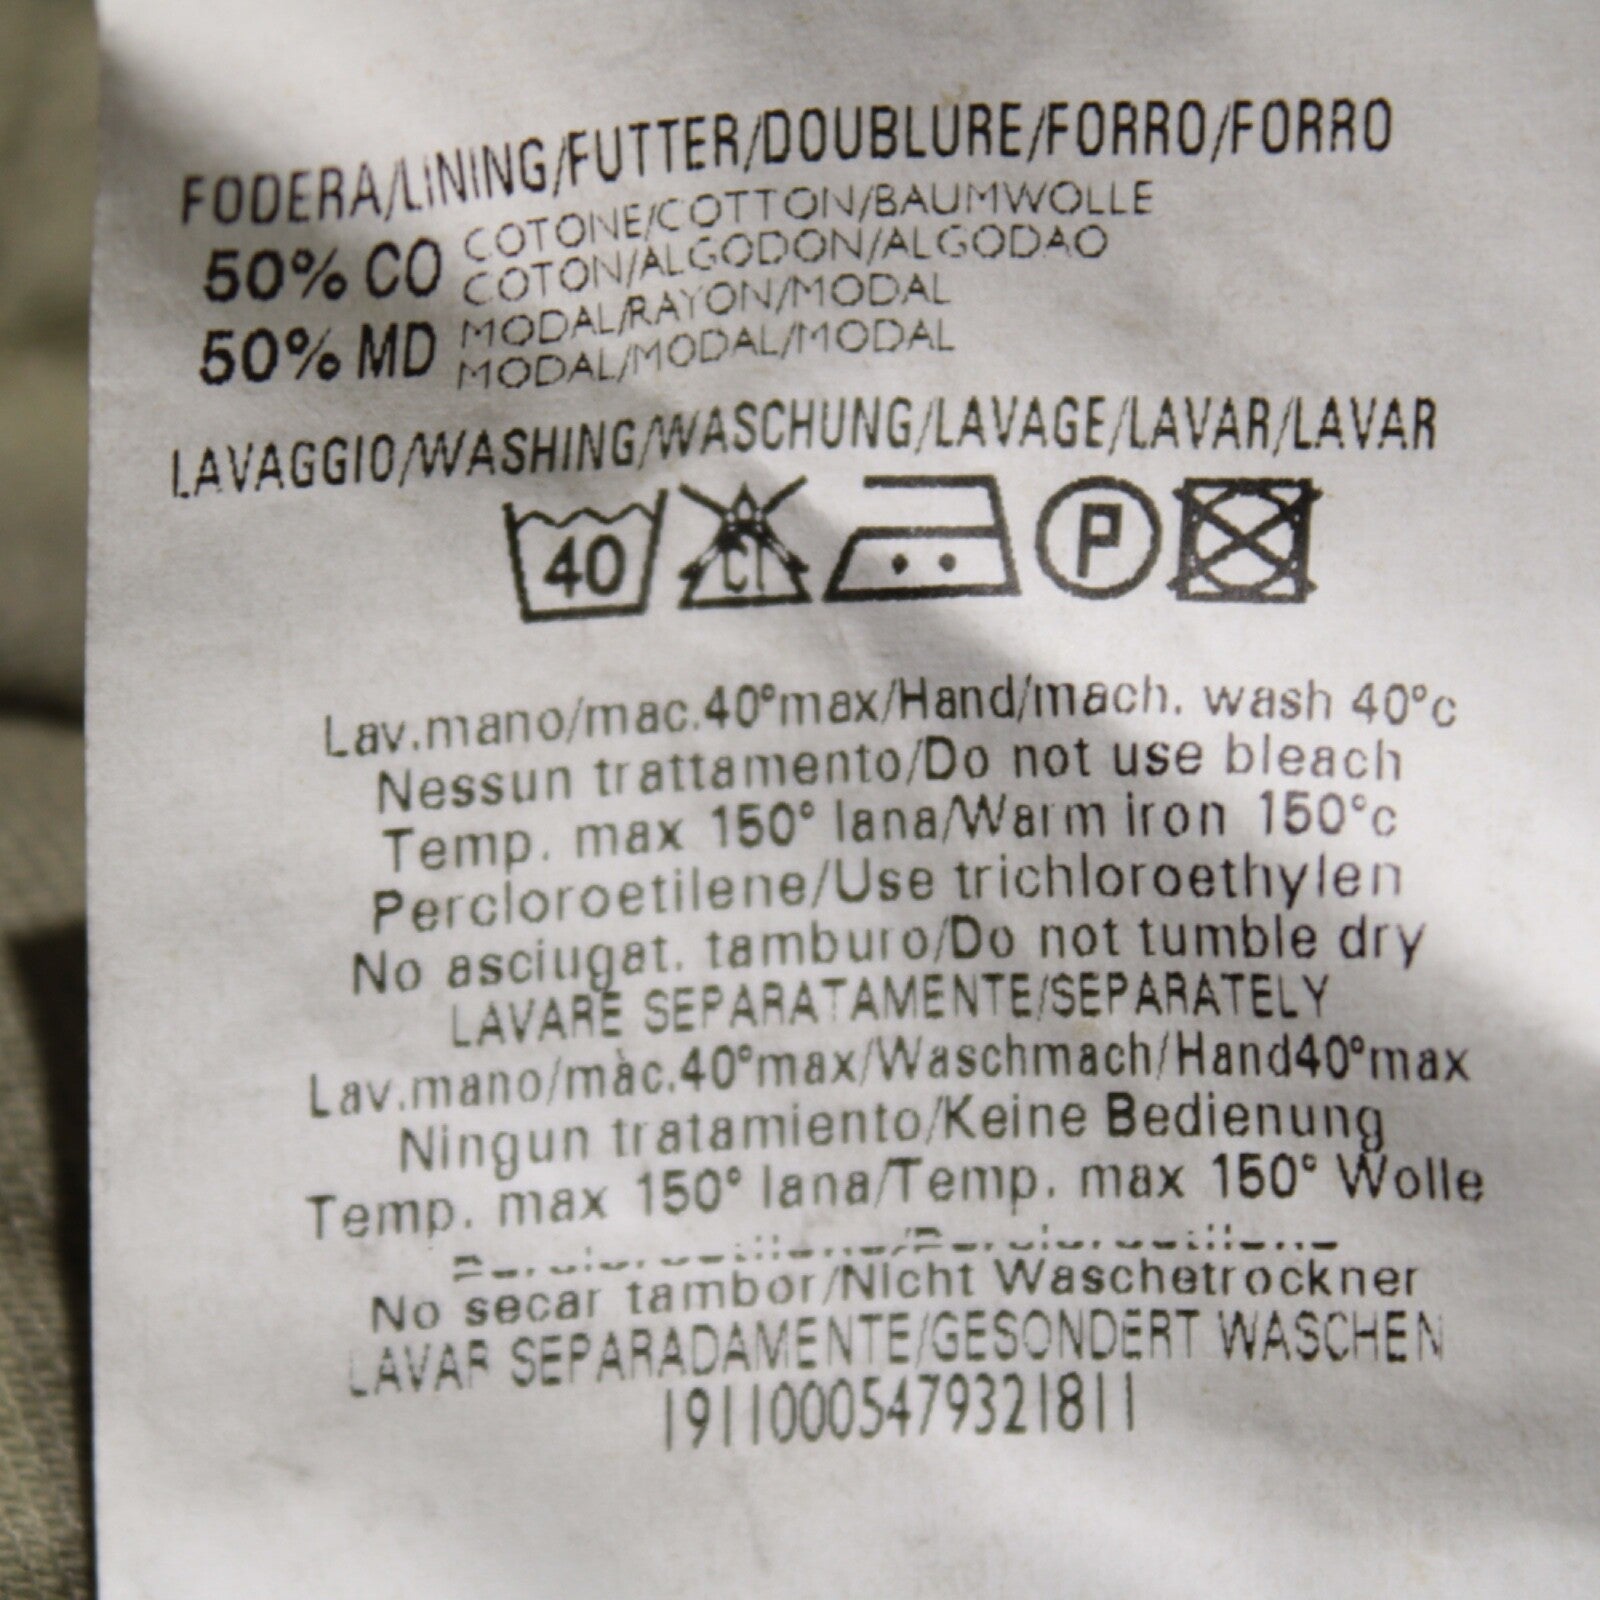 FODERA/LINING/FUTTER/DOUBLURE/FORRO/FORRO
50% CO COTONE/COTTON/BAUMWOLLE
COTON/ALGODON/ALGODAO
50% MD MODAL/RAYON/MODAL
MODAL/MODAL/MODAL
LAVAGGIO/WASHING/WASCHUNG/LAVAGE/LAVAR/LAVAR
40 Cl P
Lav.mano/mac.40°max/Hand/mach. wash 40°c
Nessun trattamento/Do not use bleach
Temp. max 150° lana/Warm iron 150°c
Percloroetilene/Use trichloroethylen
No asciugat. tamburo/Do not tumble dry
LAVARE SEPARATAMENTE/SEPARATELY
Lav.mano/màc.40°max/Waschmach/Hand40°max
Ningun tratamiento/Keine Bedienung
Temp. max 150° lana/Temp. max 150° Wolle
No secar tambor/Nicht Waschetrockner
LAVAR SEPARADAMENTE/GESONDERT WASCHEN
19110005479321811